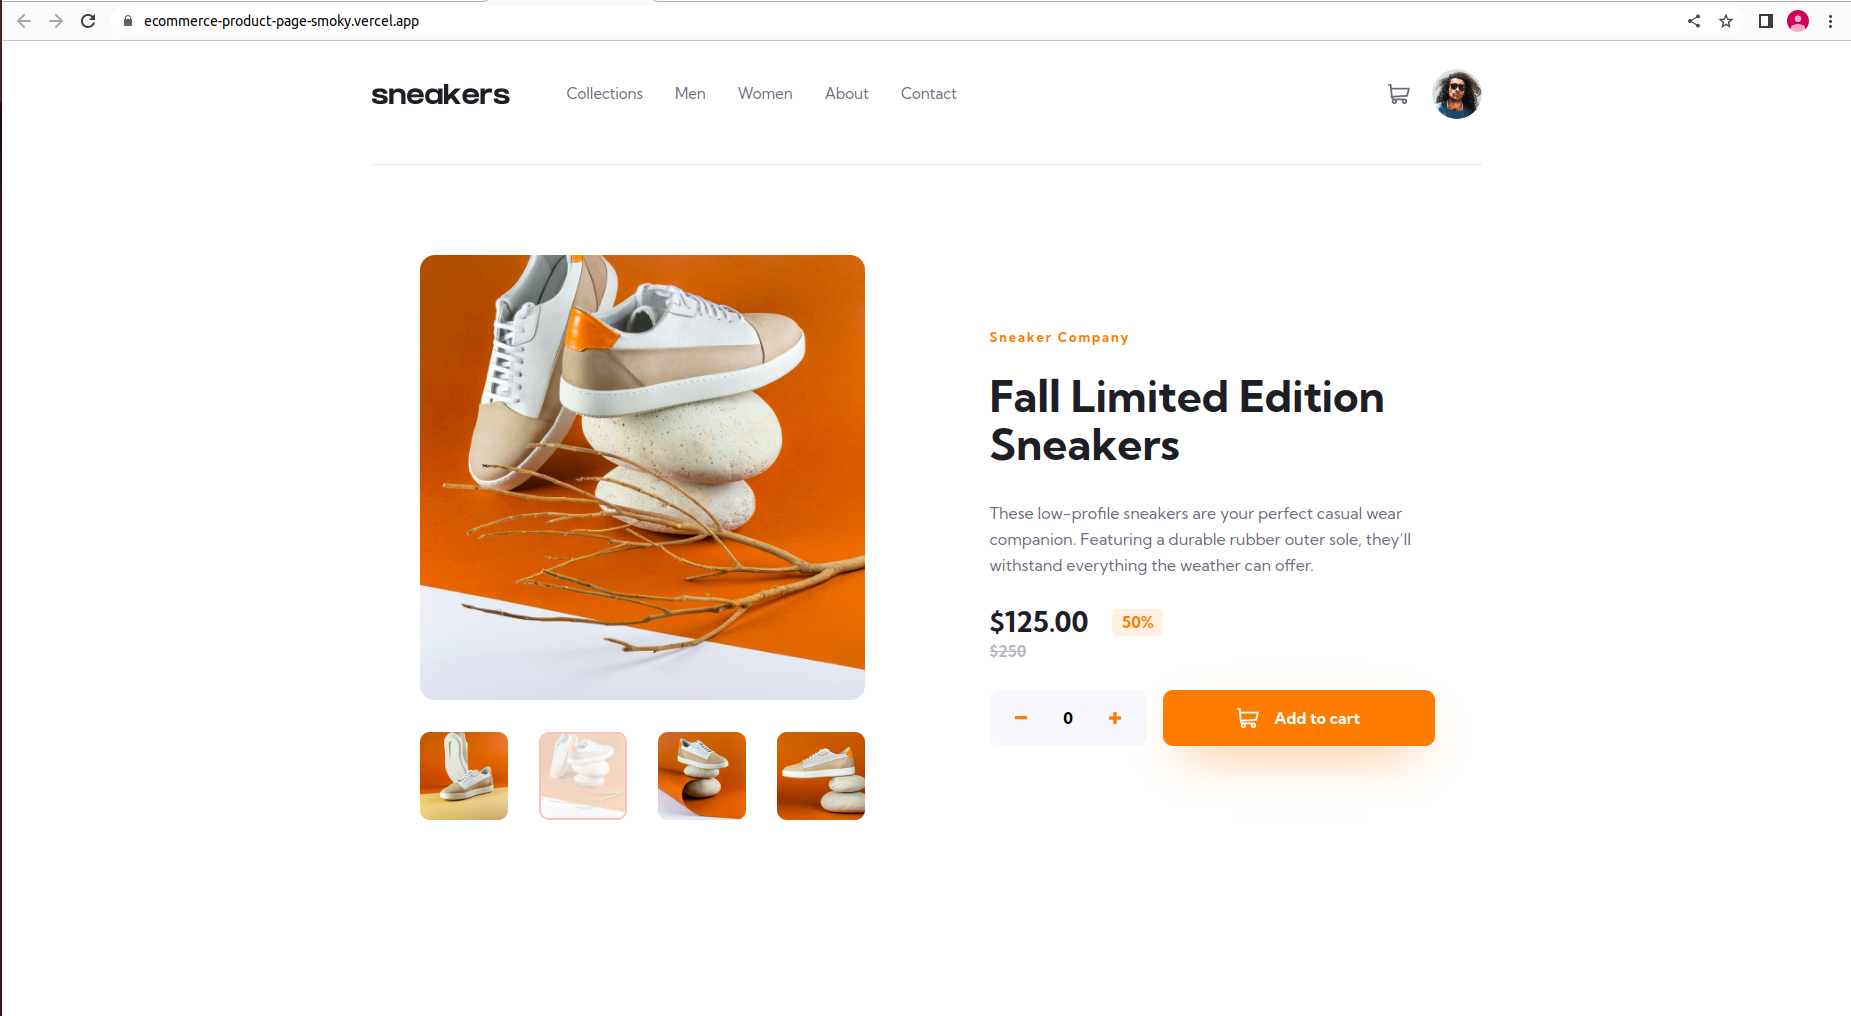 ecommerce-product-page-smoky.vercel.app
sneakers
Collections
Men
Women
About
Contact
Sneaker Company
Fall Limited Edition
Sneakers
These low-profile sneakers are your perfect casual wear
companion. Featuring a durable rubber outer sole, they’ll
withstand everything the weather can offer.
$125.00
50%
$250
0
Add to cart